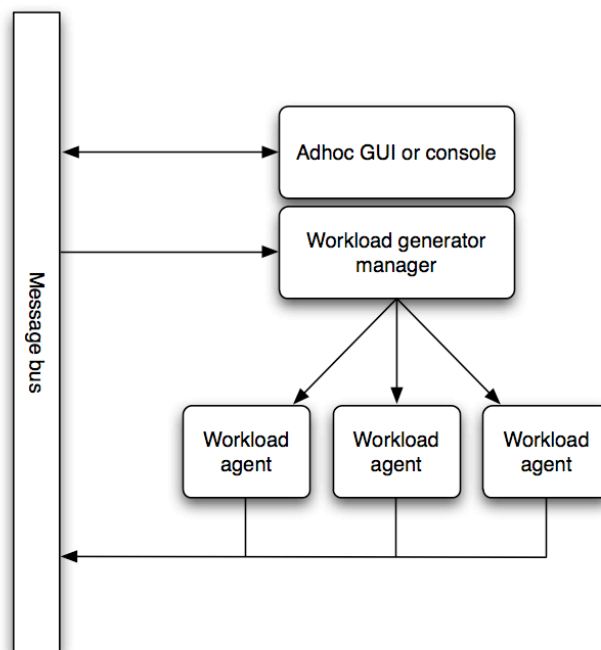 Adhoc GUI or console
Workload generator
manager
Message bus
Workload
agent
Workload
agent
Workload
agent